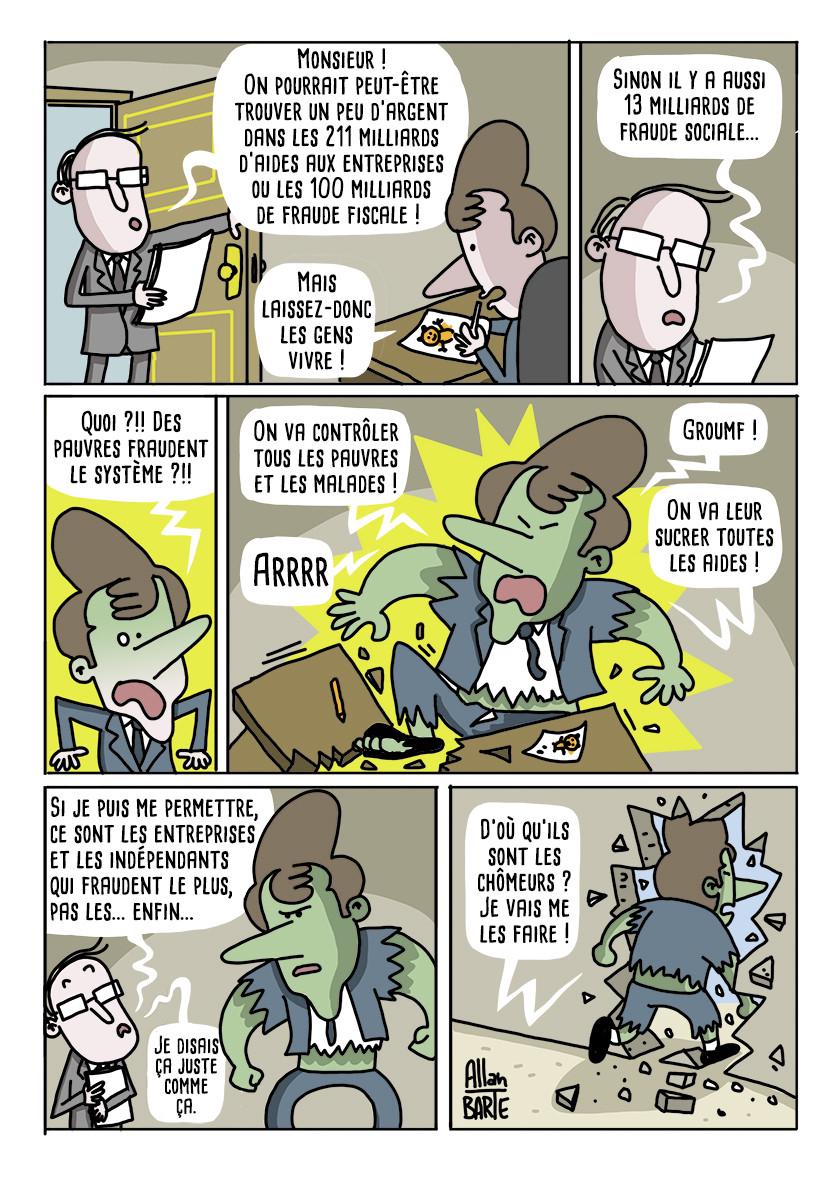 Monsieur !
On pourrait peut-être
trouver un peu d'argent
dans les 211 milliards
d'aides aux entreprises
ou les 100 milliards
de fraude fiscale !
Mais
laissez-donc
les gens
vivre !
Sinon il y a aussi
13 milliards de
fraude sociale...
Quoi ?!! Des
pauvres fraudent
le système ?!!
On va contrôler
tous les pauvres
et les malades !
Arrrr
Groumf !
On va leur
sucrer toutes
les aides !
Si je puis me permettre,
ce sont les entreprises
et les indépendants
qui fraudent le plus,
pas les... enfin...
Je disais
ça juste
comme
ça.
D'où qu'ils
sont les
chômeurs ?
Je vais me
les faire !
Allan
BARTE